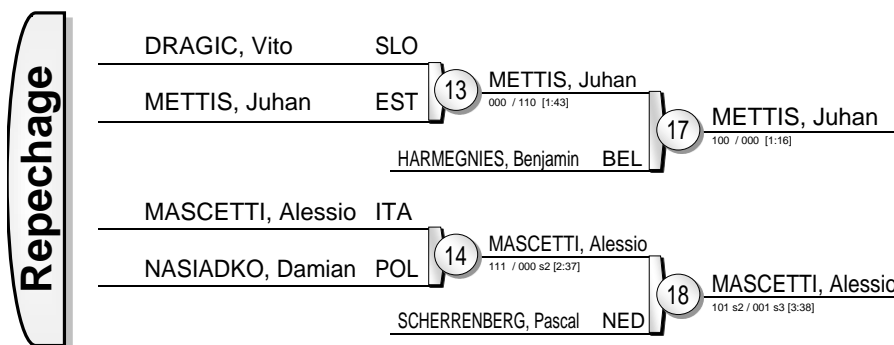 Repechage
DRAGIC, Vito SLO
METTIS, Juhan EST
13
METTIS, Juhan
000 / 110 [1:43]
HARMEGNIES, Benjamin BEL
17
METTIS, Juhan
100 / 000 [1:16]
MASCETTI, Alessio ITA
NASIADKO, Damian POL
14
MASCETTI, Alessio
111 / 000 s2 [2:37]
SCHERRENBERG, Pascal NED
18
MASCETTI, Alessio
101 s2 / 001 s3 [3:38]